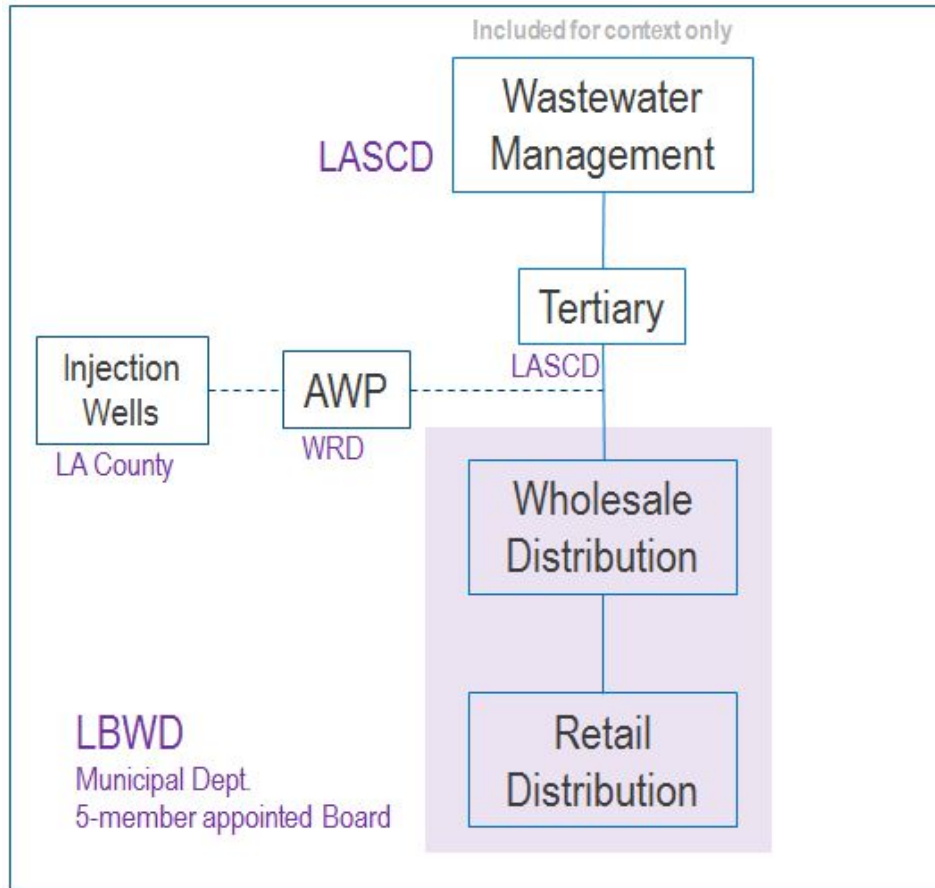 Included for context only
Wastewater
Management
LASCD
Tertiary
LASCD
Injection
Wells
LA County
AWP
WRD
Wholesale
Distribution
Retail
Distribution
LBWD
Municipal Dept.
5-member appointed Board